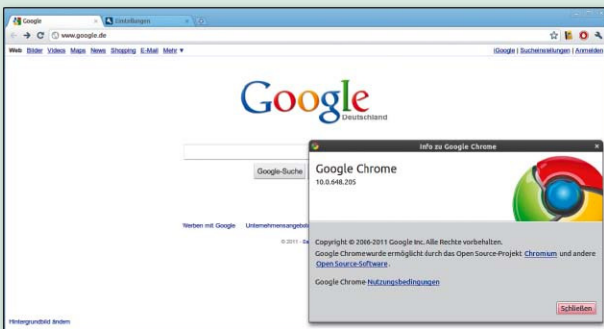 Google
Einstellungen
www.google.de
Web Bilder Videos Maps News Shopping E-Mail Mehr ▼
iGoogle | Sucheinstellungen | Anmelden
Google
Deutschland
Google-Suche
Werben mit Google Unternehmensangebot
© 2011
Hintergrundbild ändern
Info zu Google Chrome
Google Chrome
10.0.648.205
Copyright © 2006-2011 Google Inc. Alle Rechte vorbehalten.
Google Chromewurde ermöglicht durch das Open Source-Projekt Chromium und andere
Open Source-Software.
Google Chrome Nutzungsbedingungen
Schließen